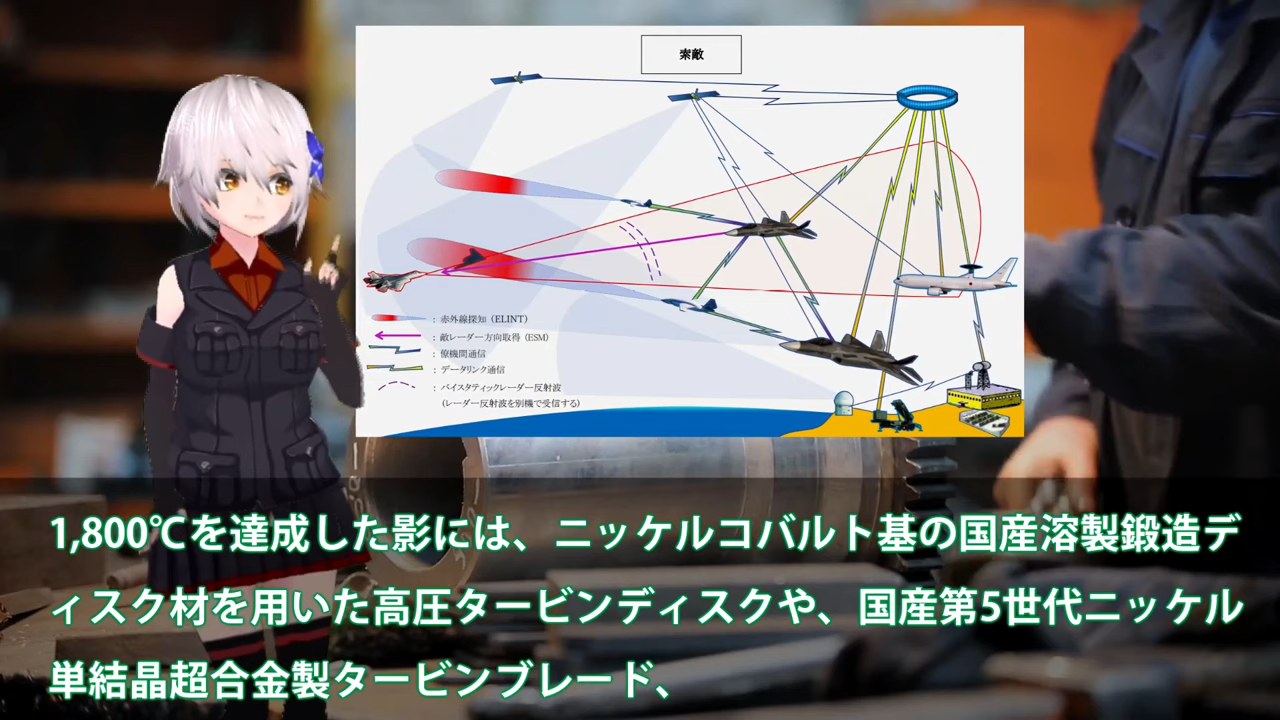 索敵
: 赤外線探知 (ELINT)
: 敵レーダー方向取得 (ESM)
: 僚機間通信
: データリンク通信
: バイスタティックレーダー反射波
(レーダー反射波を別機で受信する)
1,800℃を達成した影には、ニッケルコバルト基の国産溶製鍛造デ
ィスク材を用いた高圧タービンディスクや、国産第5世代ニッケル
単結晶超合金製タービンブレード、